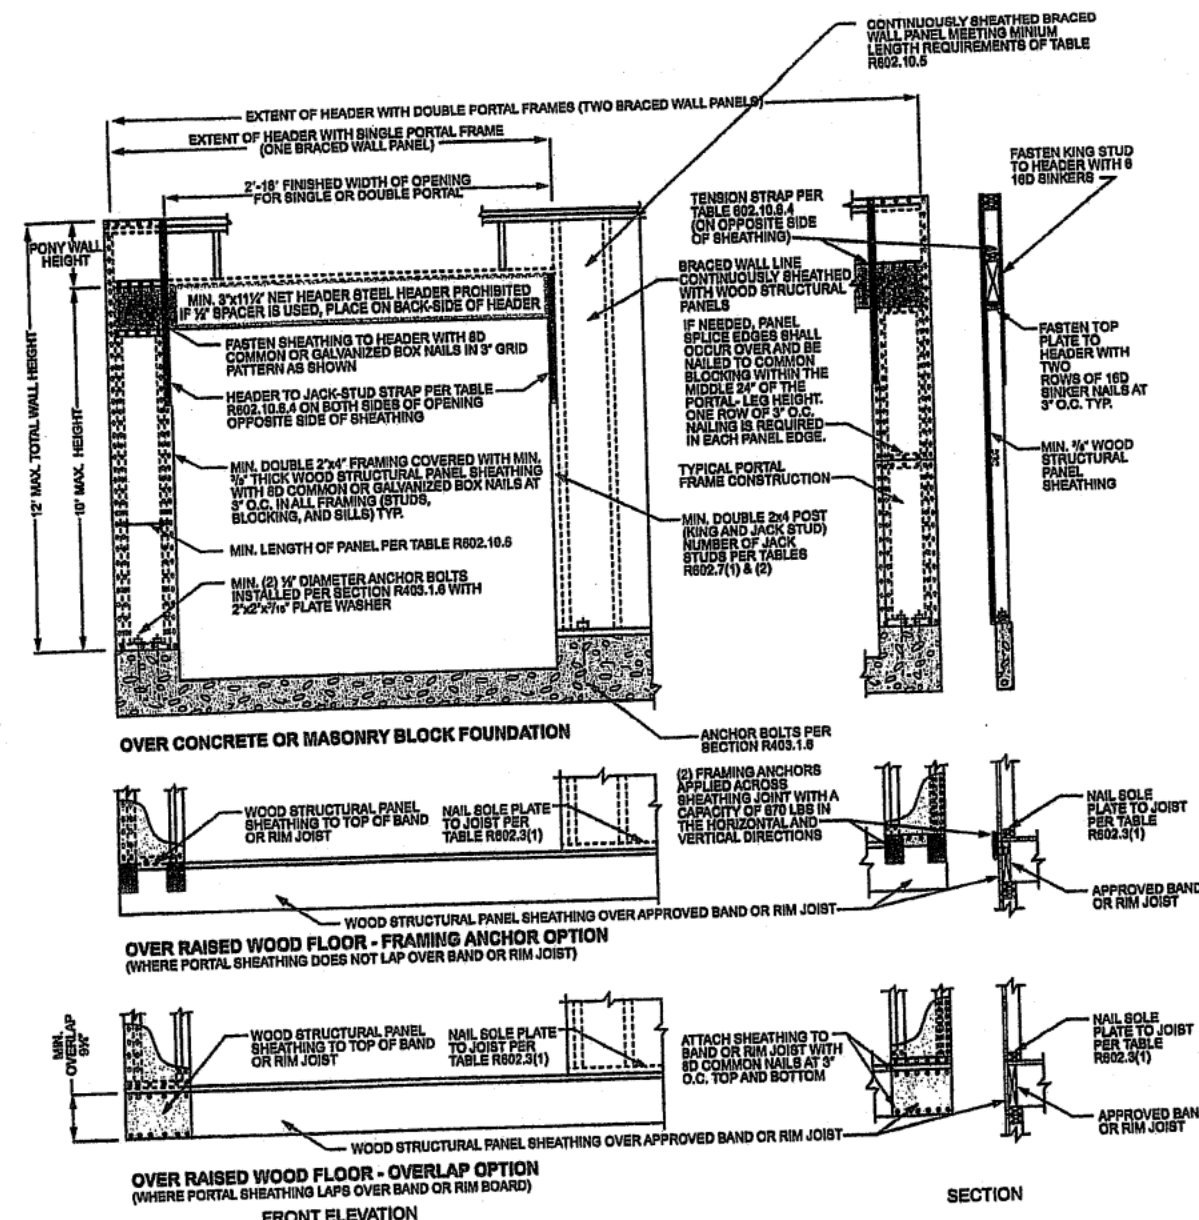 CONTINUOUSLY SHEATHED BRACED
WALL PANEL MEETING MINIUM
LENGTH REQUIREMENTS OF TABLE
R602.10.5
EXTENT OF HEADER WITH DOUBLE PORTAL FRAMES (TWO BRACED WALL PANELS)
EXTENT OF HEADER WITH SINGLE PORTAL FRAME
(ONE BRACED WALL PANEL)
2'-18' FINISHED WIDTH OF OPENING
FOR SINGLE OR DOUBLE PORTAL
FASTEN KING STUD
TO HEADER WITH 6
16D SINKERS
TENSION STRAP PER
TABLE 602.10.6.4
(ON OPPOSITE SIDE
OF SHEATHING)
PONY WALL
HEIGHT
BRACED WALL LINE
CONTINUOUSLY SHEATHED
WITH WOOD STRUCTURAL
PANELS
MIN. 3"x11¼" NET HEADER STEEL HEADER PROHIBITED
IF ½" SPACER IS USED, PLACE ON BACK-SIDE OF HEADER
FASTEN SHEATHING TO HEADER WITH 8D
COMMON OR GALVANIZED BOX NAILS IN 3" GRID
PATTERN AS SHOWN
IF NEEDED, PANEL
SPLICE EDGES SHALL
OCCUR OVER AND BE
NAILED TO COMMON
BLOCKING WITHIN THE
MIDDLE 24" OF THE
PORTAL- LEG HEIGHT.
ONE ROW OF 3" O.C.
NAILING IS REQUIRED
IN EACH PANEL EDGE.
FASTEN TOP
PLATE TO
HEADER WITH
TWO
ROWS OF 16D
SINKER NAILS AT
3" O.C. TYP.
HEADER TO JACK-STUD STRAP PER TABLE
R602.10.6.4 ON BOTH SIDES OF OPENING
OPPOSITE SIDE OF SHEATHING
12' MAX. TOTAL WALL HEIGHT
10' MAX. HEIGHT
MIN. DOUBLE 2"x4" FRAMING COVERED WITH MIN.
⅜" THICK WOOD STRUCTURAL PANEL SHEATHING
WITH 8D COMMON OR GALVANIZED BOX NAILS AT
3" O.C. IN ALL FRAMING (STUDS,
BLOCKING, AND SILLS) TYP.
TYPICAL PORTAL
FRAME CONSTRUCTION
MIN. ⅜" WOOD
STRUCTURAL
PANEL
SHEATHING
MIN. LENGTH OF PANEL PER TABLE R602.10.5
MIN. DOUBLE 2x4 POST
(KING AND JACK STUD)
NUMBER OF JACK
STUDS PER TABLES
R602.7(1) & (2)
MIN. (2) ½" DIAMETER ANCHOR BOLTS
INSTALLED PER SECTION R403.1.6 WITH
2"x2"x³/₁₆" PLATE WASHER
OVER CONCRETE OR MASONRY BLOCK FOUNDATION
ANCHOR BOLTS PER
SECTION R403.1.6
WOOD STRUCTURAL PANEL
SHEATHING TO TOP OF BAND
OR RIM JOIST
NAIL SOLE PLATE
TO JOIST PER
TABLE R602.3(1)
(2) FRAMING ANCHORS
APPLIED ACROSS
SHEATHING JOINT WITH A
CAPACITY OF 670 LBS IN
THE HORIZONTAL AND
VERTICAL DIRECTIONS
NAIL SOLE
PLATE TO JOIST
PER TABLE
R602.3(1)
APPROVED BAND
OR RIM JOIST
WOOD STRUCTURAL PANEL SHEATHING OVER APPROVED BAND OR RIM JOIST
OVER RAISED WOOD FLOOR - FRAMING ANCHOR OPTION
(WHERE PORTAL SHEATHING DOES NOT LAP OVER BAND OR RIM JOIST)
MIN.
OVERLAP
9¼"
WOOD STRUCTURAL PANEL
SHEATHING TO TOP OF BAND
OR RIM JOIST
NAIL SOLE PLATE
TO JOIST PER
TABLE R602.3(1)
ATTACH SHEATHING TO
BAND OR RIM JOIST WITH
8D COMMON NAILS AT 3"
O.C. TOP AND BOTTOM
NAIL SOLE
PLATE TO JOIST
PER TABLE
R602.3(1)
APPROVED BAN
OR RIM JOIST
WOOD STRUCTURAL PANEL SHEATHING OVER APPROVED BAND OR RIM JOIST
OVER RAISED WOOD FLOOR - OVERLAP OPTION
(WHERE PORTAL SHEATHING LAPS OVER BAND OR RIM BOARD)
FRONT ELEVATION
SECTION